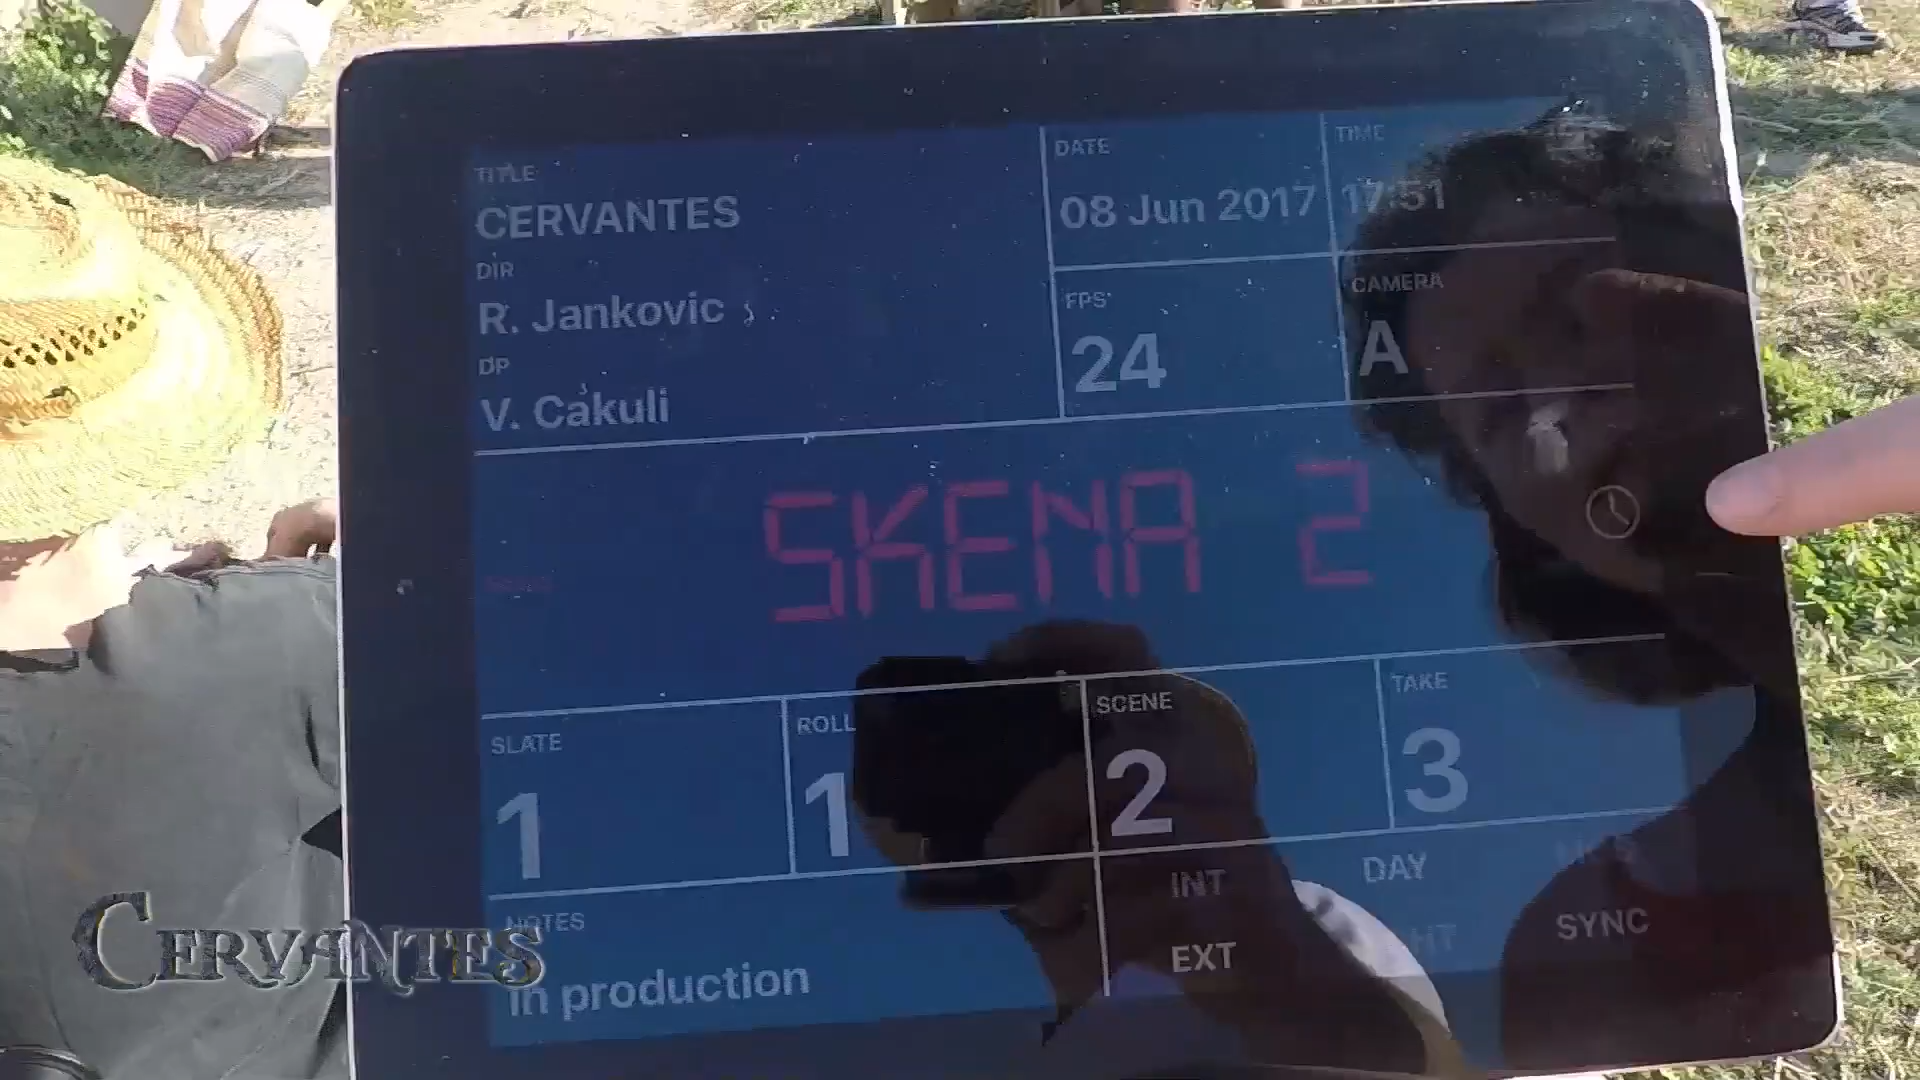 TITLE
CERVANTES
DIR
R. Jankovic
DP
V. Cakuli
DATE
08 Jun 2017
TIME
17:51
FPS
24
CAMERA
A
SKENA 2
SLATE
1
ROLL
1
SCENE
2
TAKE
3
NOTES
in production
INT
DAY
EXT
SYNC
CERVANTES